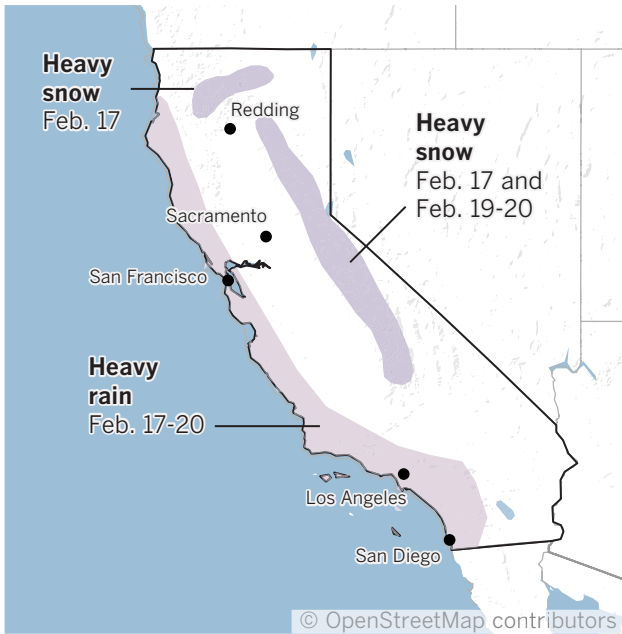 Heavy
snow
Feb. 17
Redding
Heavy
snow
Feb. 17 and
Feb. 19-20
Sacramento
San Francisco
Heavy
rain
Feb. 17-20
Los Angeles
San Diego
© OpenStreetMap contributors